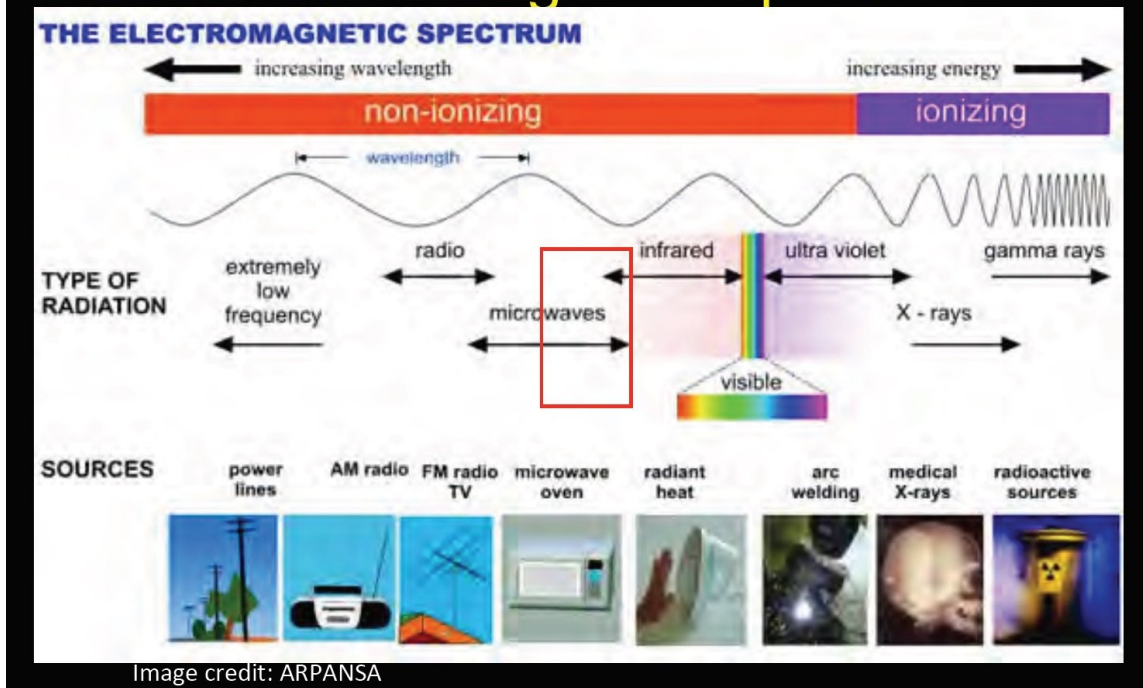 THE ELECTROMAGNETIC SPECTRUM
increasing wavelength
increasing energy
non-ionizing
ionizing
wavelength
TYPE OF
RADIATION
extremely
low
frequency
radio
microwaves
infrared
visible
ultra violet
X - rays
gamma rays
SOURCES
power
lines
AM radio
FM radio
TV
microwave
oven
radiant
heat
arc
welding
medical
X-rays
radioactive
sources
Image credit: ARPANSA